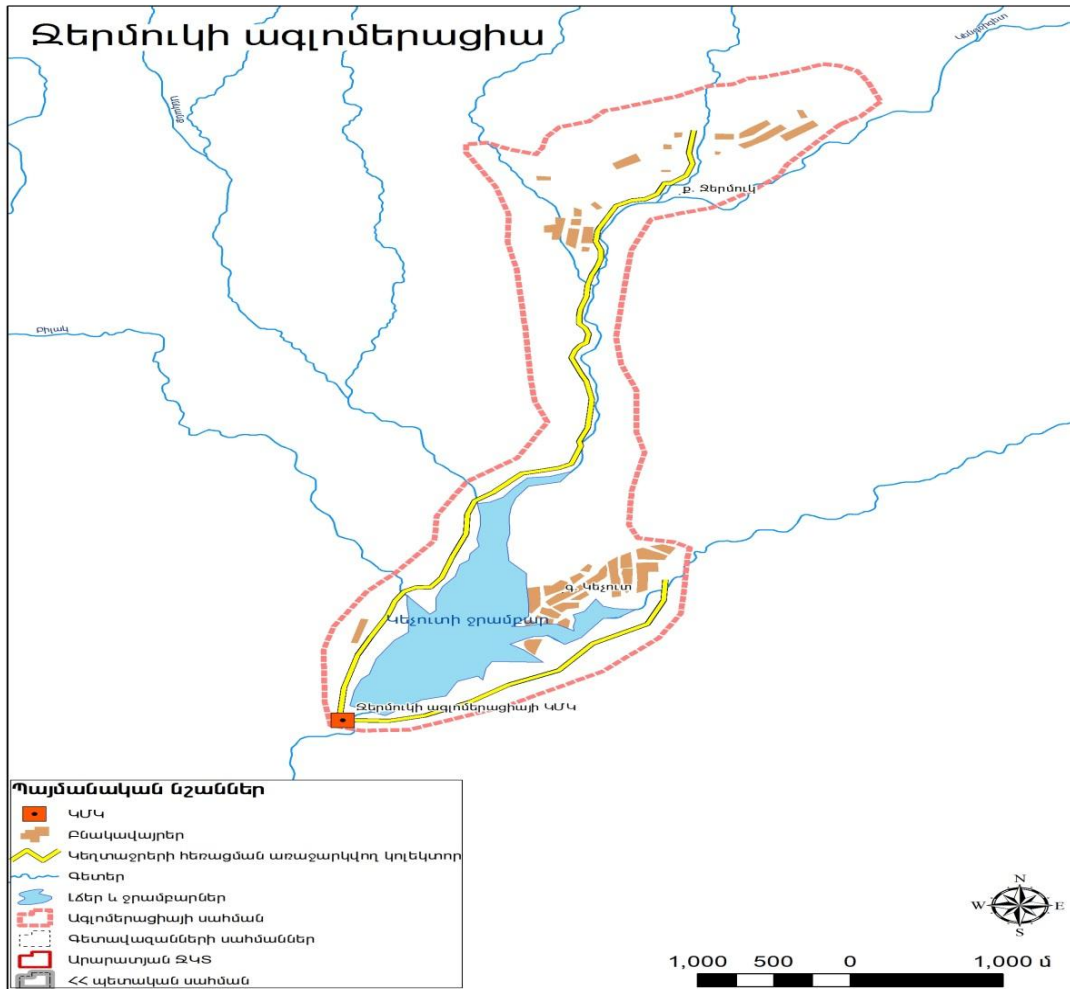 Ջերմուկի ագլոմերացիա
ք. Ջերմուկ
Բիլակ
գ. Կեչուտ
Կեչուտի ջրամբար
Ջերմուկի ագլոմերացիայի ԿՄԿ
Պայմանական նշաններ
ԿՄԿ
Բնակավայրեր
Կեղտաջրերի հեռացման առաջարկվող կոլեկտոր
Գետեր
Լճեր և ջրամբարներ
Ագլոմերացիայի սահման
Գետավազանների սահմաններ
Արարատյան ՋԿՏ
ՀՀ պետական սահման
N
W E
S
1,000 500 0 1,000 մ